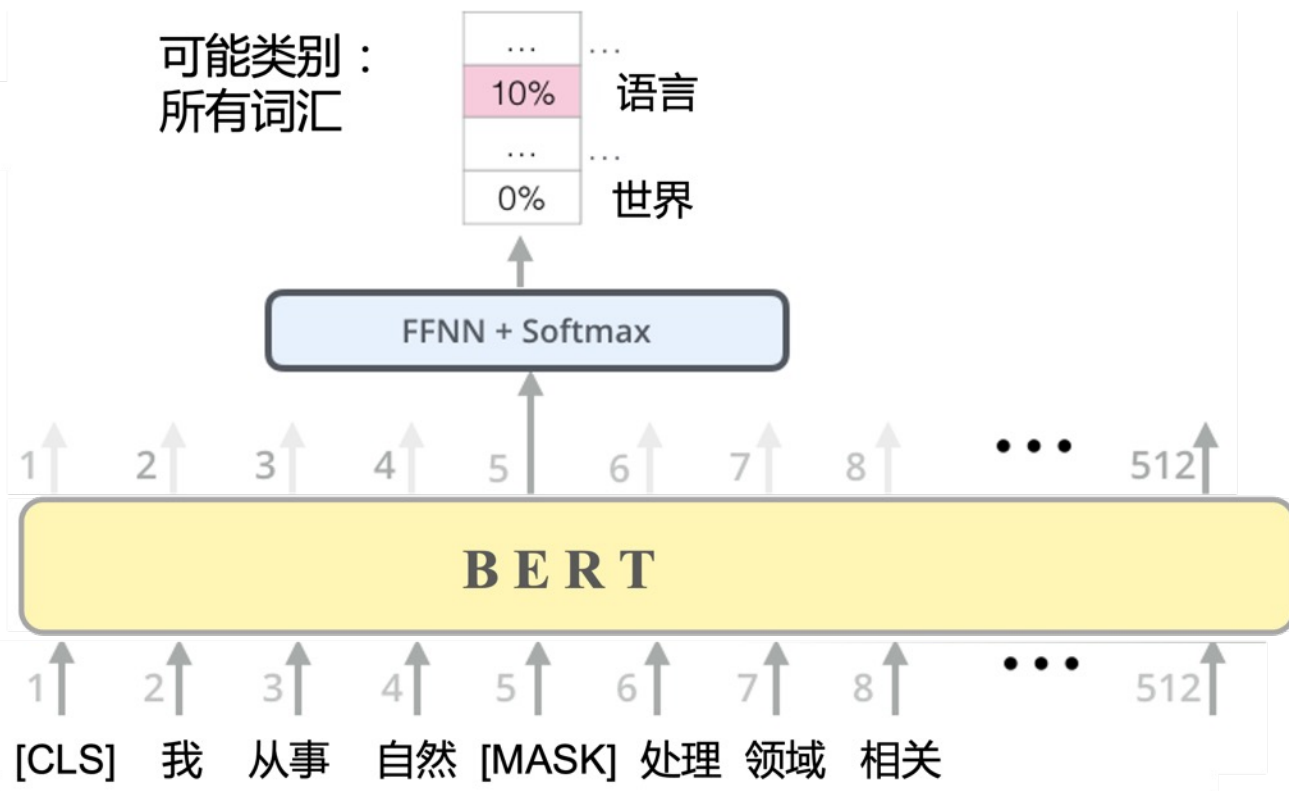 可能类别：
所有词汇
... ...
10% 语言
... ...
0% 世界
FFNN + Softmax
1 2 3 4 5 6 7 8 ••• 512
BERT
1 2 3 4 5 6 7 8 ••• 512
[CLS] 我 从事 自然 [MASK] 处理 领域 相关